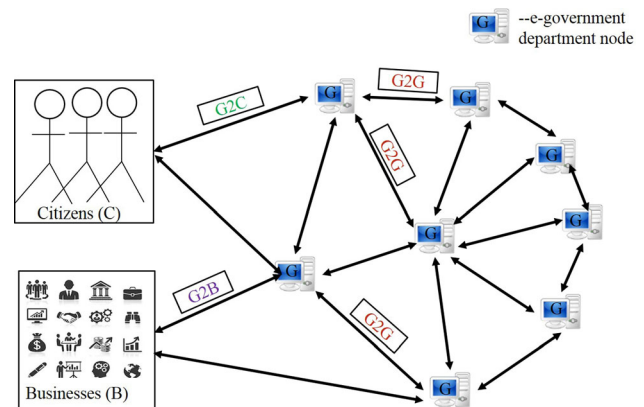 G
--e-government
department node
G2C
G
G2G
G
G2G
G
Citizens (C)
G
G
G2B
G
G2G
G
Businesses (B)
G